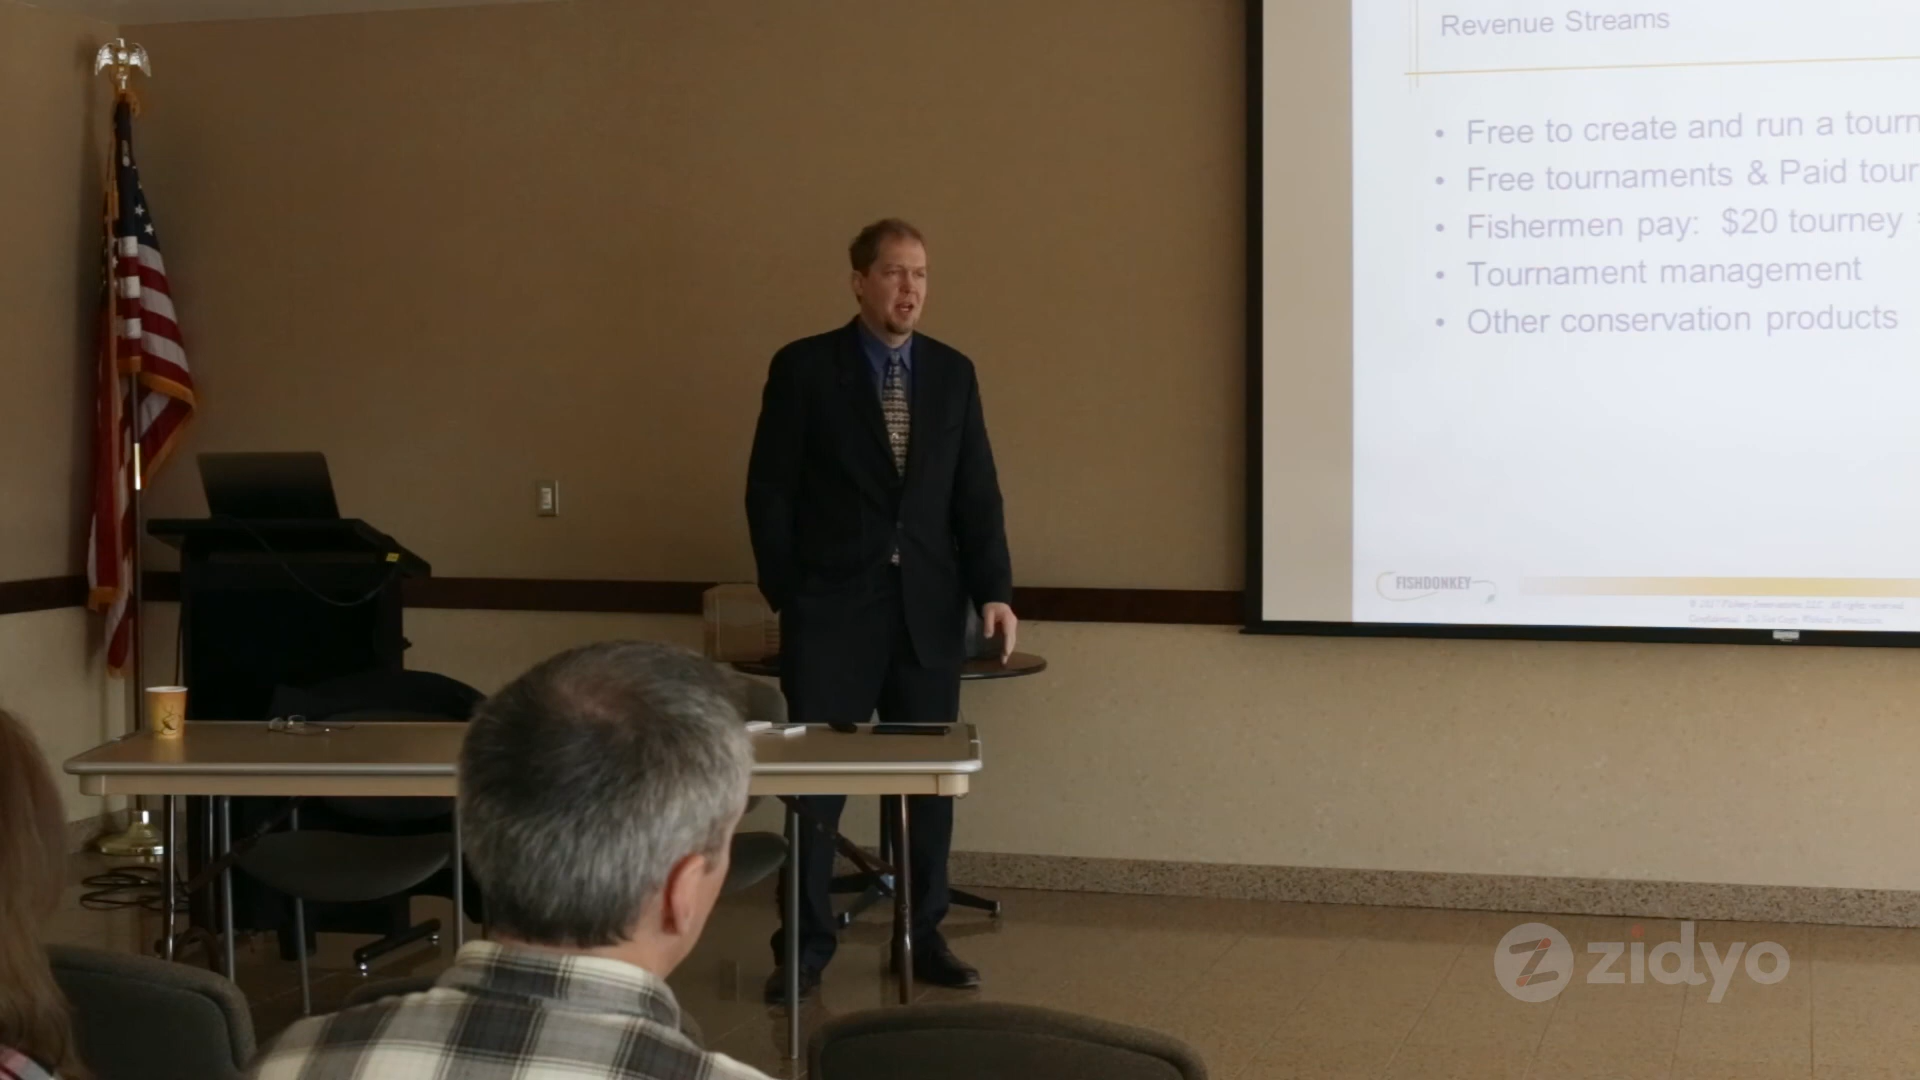 Revenue Streams
• Free to create and run a tourn
• Free tournaments & Paid tour
• Fishermen pay: $20 tourney
• Tournament management
• Other conservation products
FISHDONKEY
zidyo